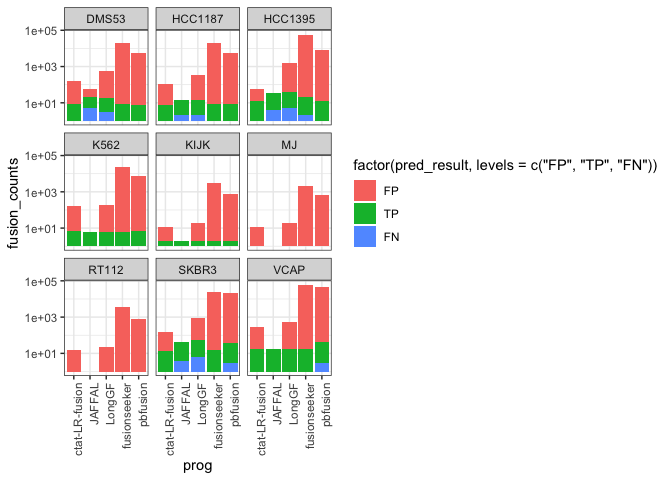 DMS53 HCC1187 HCC1395
1e+05
1e+03
1e+01
K562 KIJK MJ
1e+05
1e+03
1e+01
RT112 SKBR3 VCAP
1e+05
1e+03
1e+01
fusion_counts
ctat-LR-fusion JAFFAL LongGF fusionseeker pbfusion ctat-LR-fusion JAFFAL LongGF fusionseeker pbfusion ctat-LR-fusion JAFFAL LongGF fusionseeker pbfusion
prog
factor(pred_result, levels = c("FP", "TP", "FN"))
FP
TP
FN